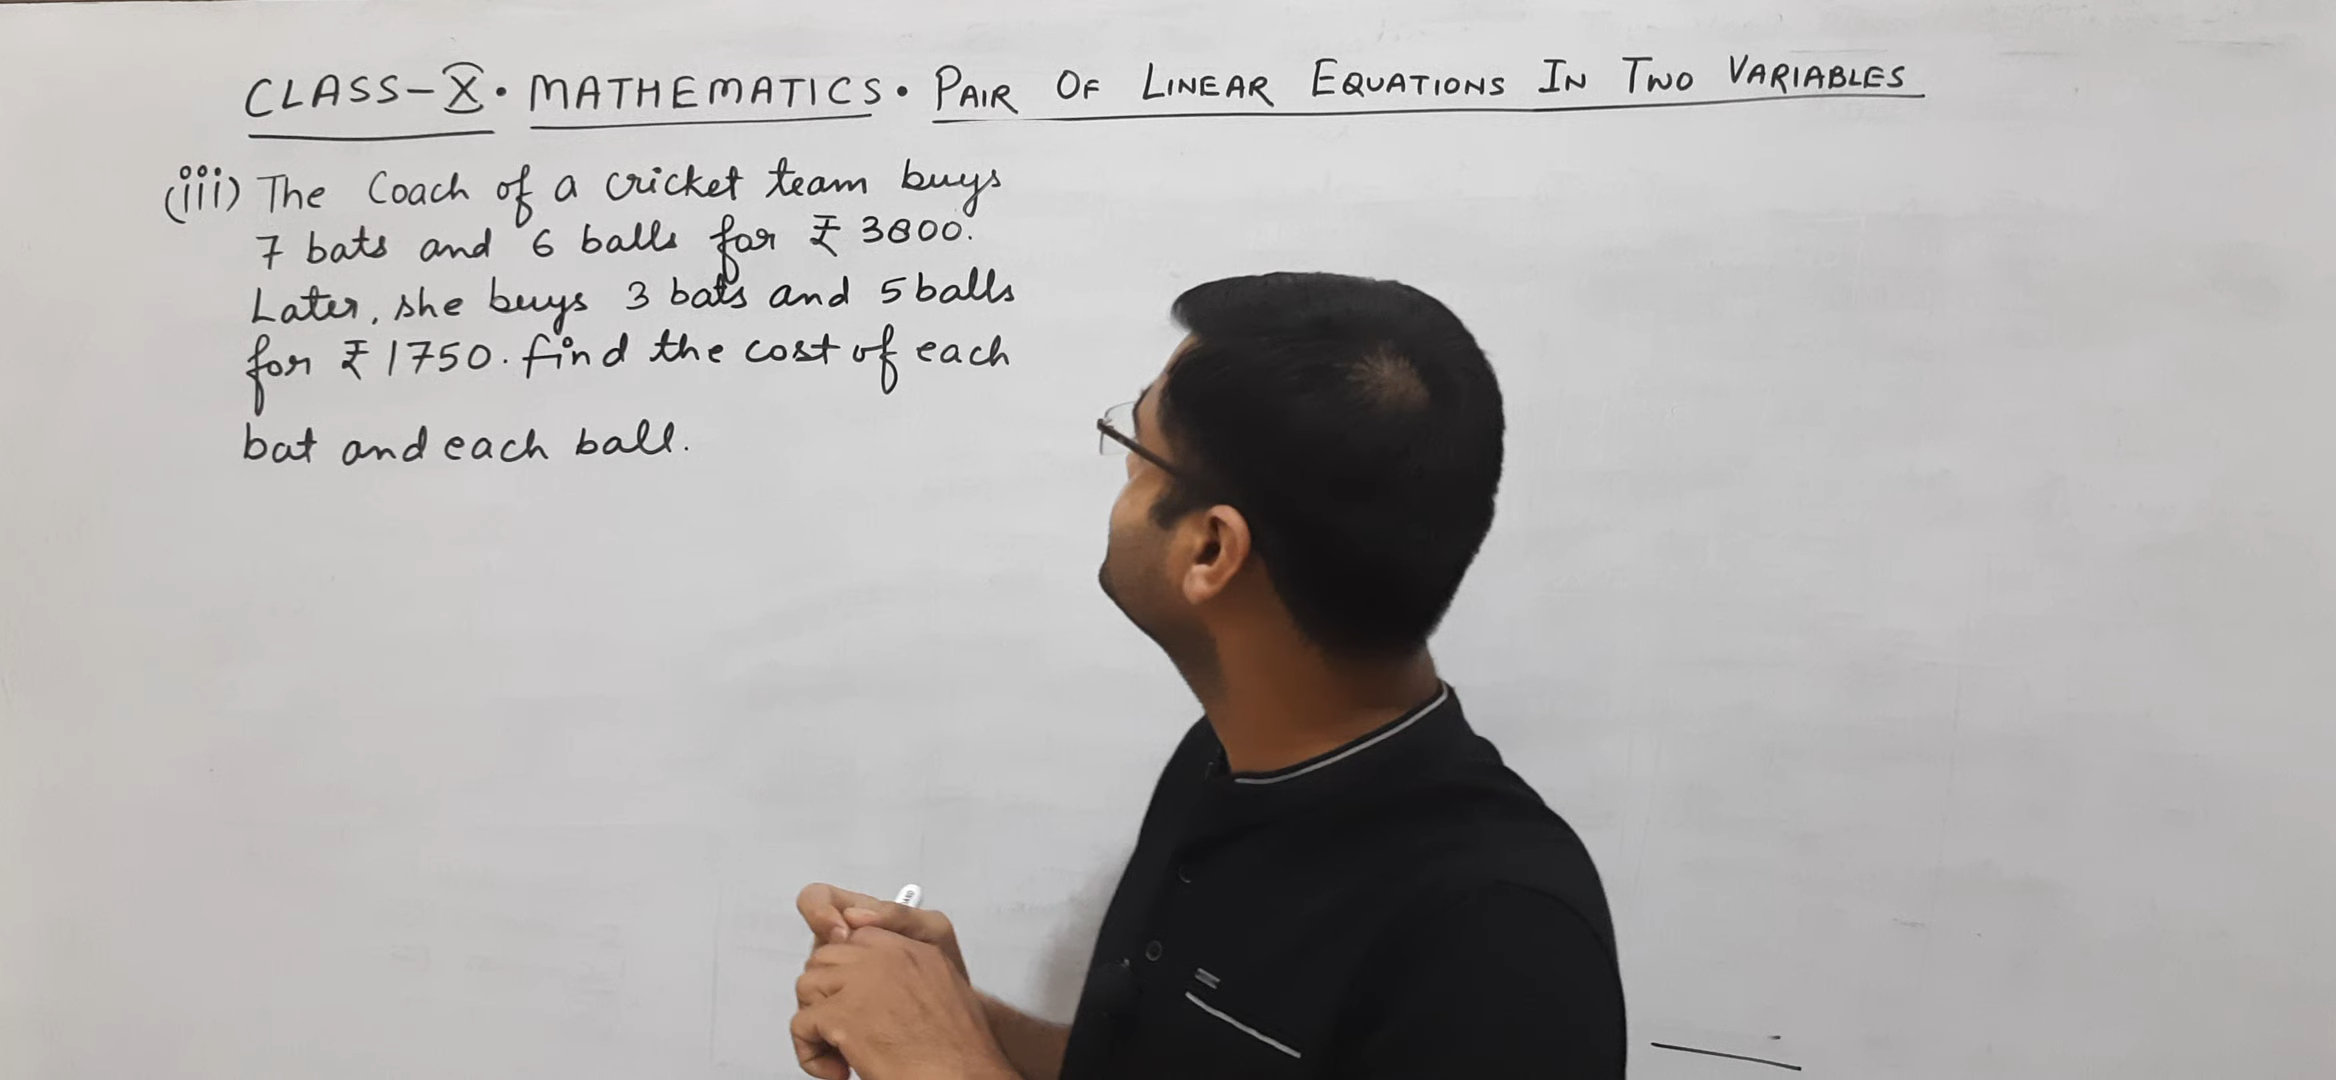 CLASS-X. MATHEMATICS. PAIR OF LINEAR EQUATIONS IN TWO VARIABLES
(iii) The Coach of a cricket team buys
7 bats and 6 balls for ₹ 3800.
Later, she buys 3 bats and 5 balls
for ₹ 1750. find the cost of each
bat and each ball.